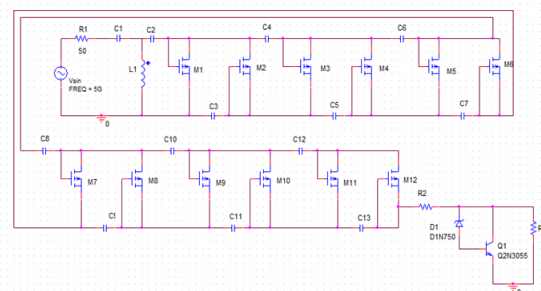 R1 C1 C2 C4 C6
50
L1 M1 M2 M3 M4 M5 M6
Vsin
FREQ = 5G
C3 C5 C7
0
C8 C10 C12
M7 M8 M9 M10 M11 M12
C11 C13
R2
D1
D1N750
Q1
Q2N3055